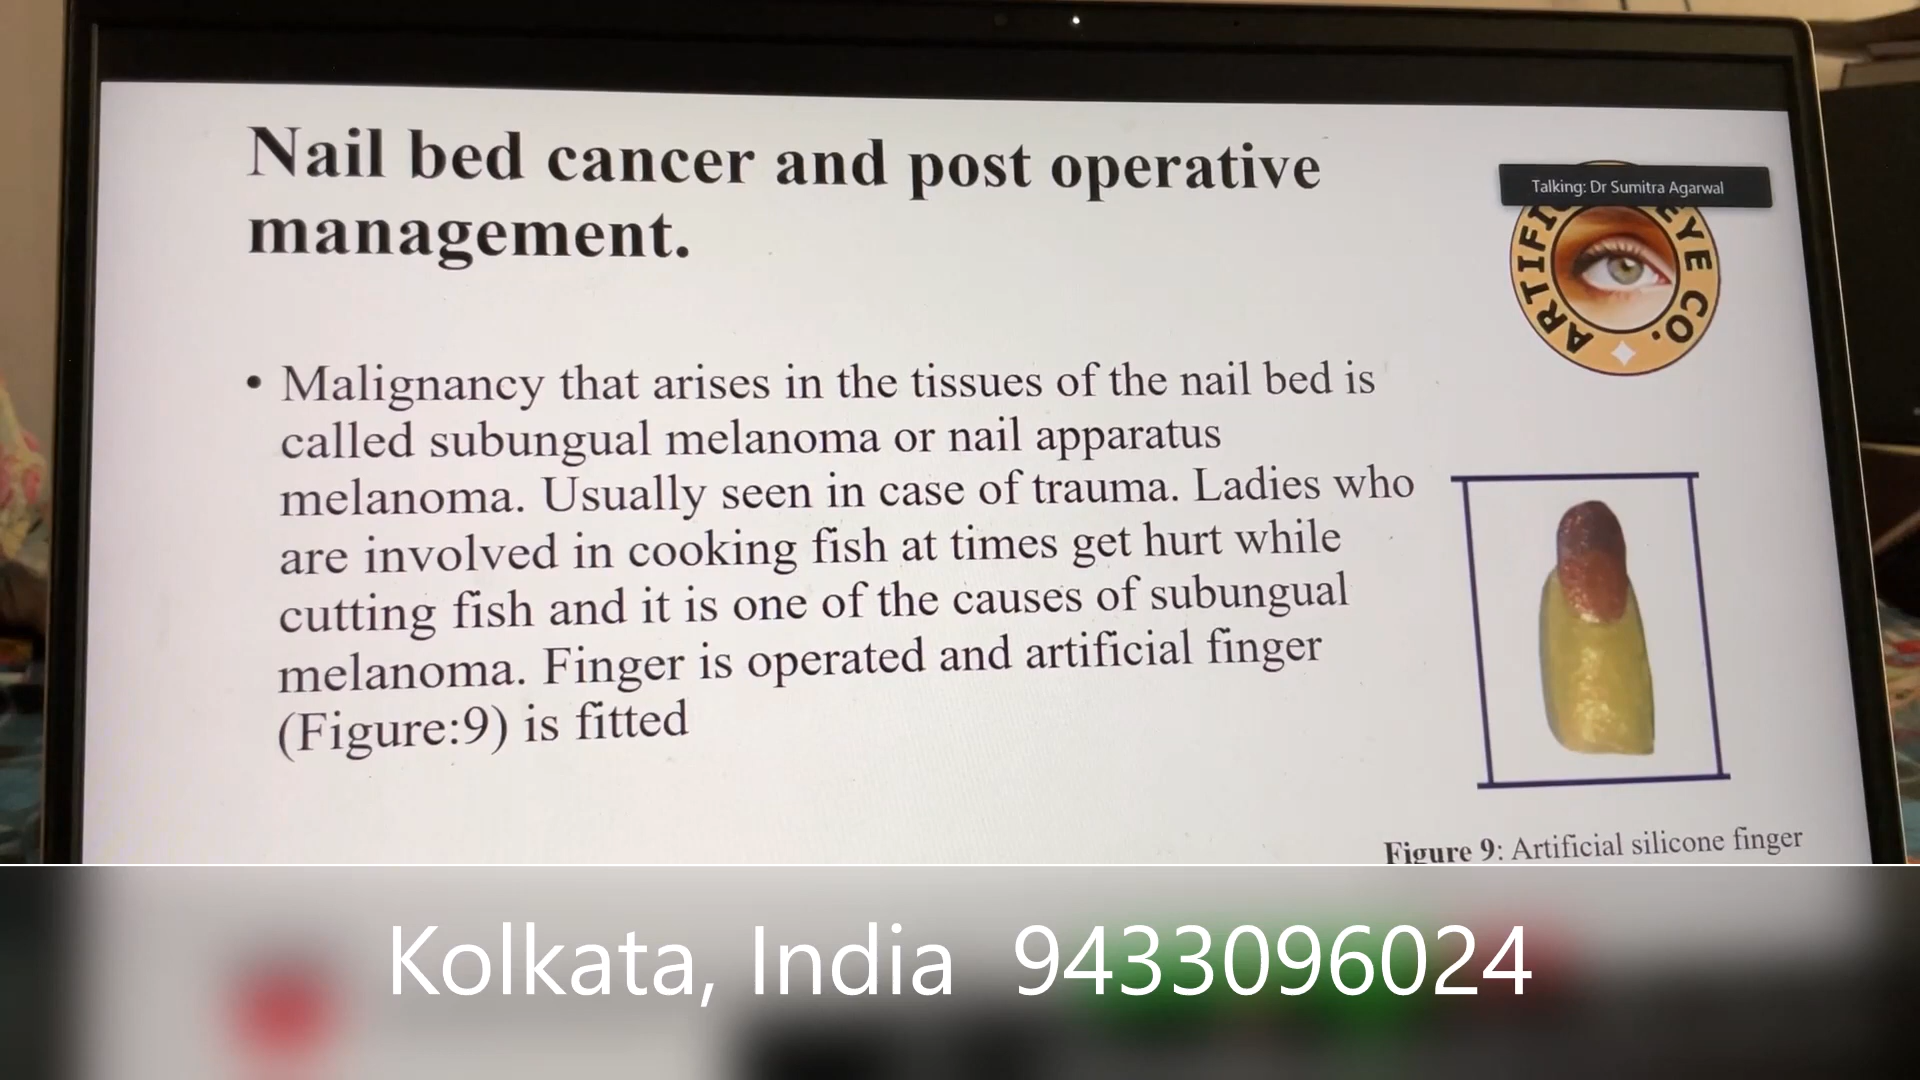 Nail bed cancer and post operative
management.
Talking: Dr Sumitra Agarwal
ARTIFI
EYE CO.
• Malignancy that arises in the tissues of the nail bed is
called subungual melanoma or nail apparatus
melanoma. Usually seen in case of trauma. Ladies who
are involved in cooking fish at times get hurt while
cutting fish and it is one of the causes of subungual
melanoma. Finger is operated and artificial finger
(Figure:9) is fitted
Figure 9: Artificial silicone finger
Kolkata, India 9433096024